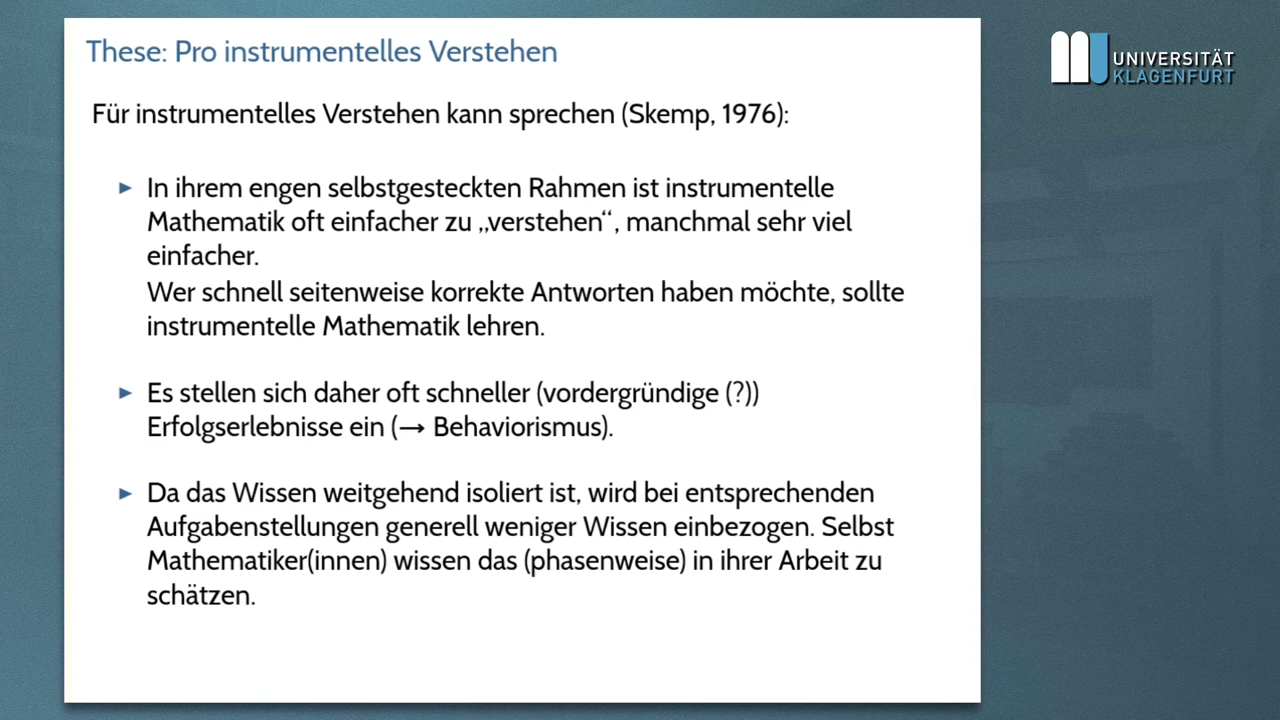 These: Pro instrumentelles Verstehen
Für instrumentelles Verstehen kann sprechen (Skemp, 1976):
► In ihrem engen selbstgesteckten Rahmen ist instrumentelle
Mathematik oft einfacher zu „verstehen“, manchmal sehr viel
einfacher.
Wer schnell seitenweise korrekte Antworten haben möchte, sollte
instrumentelle Mathematik lehren.
► Es stellen sich daher oft schneller (vordergründige (?))
Erfolgserlebnisse ein (→ Behaviorismus).
► Da das Wissen weitgehend isoliert ist, wird bei entsprechenden
Aufgabenstellungen generell weniger Wissen einbezogen. Selbst
Mathematiker(innen) wissen das (phasenweise) in ihrer Arbeit zu
schätzen.
UNIVERSITÄT
KLAGENFURT